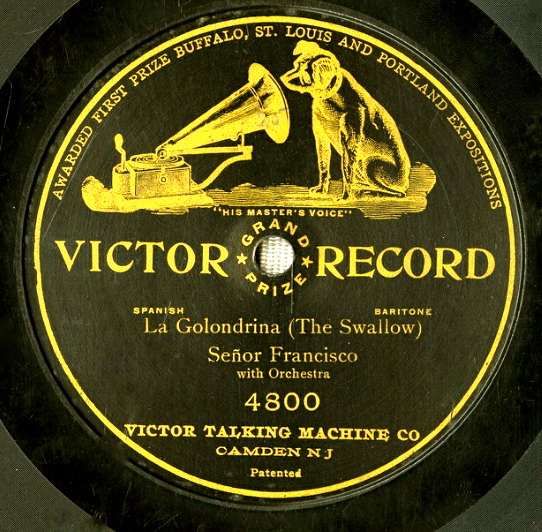 AWARDED FIRST PRIZE BUFFALO, ST. LOUIS AND PORTLAND EXPOSITIONS
"HIS MASTER'S VOICE"
GRAND
VICTOR RECORD
PRIZE
SPANISH BARITONE
La Golondrina (The Swallow)
Señor Francisco
with Orchestra
4800
VICTOR TALKING MACHINE CO
CAMDEN N J
Patented